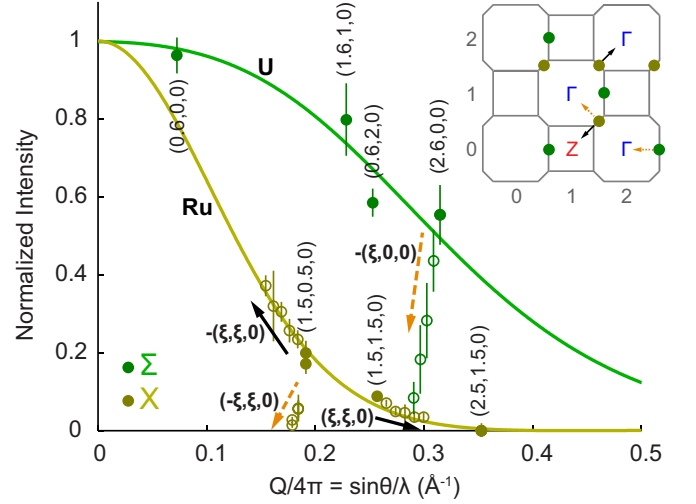 1
0.8
0.6
0.4
0.2
0
0
0.1
0.2
0.3
0.4
0.5
Normalized Intensity
Q/4π = sinθ/λ (Å⁻¹)
U
Ru
(0.6,0,0)
(1.6,1,0)
(0.6,2,0)
(2.6,0,0)
-(ξ,0,0)
(1.5,0.5,0)
-(ξ,ξ,0)
(-ξ,ξ,0)
(1.5,1.5,0)
(ξ,ξ,0)
(2.5,1.5,0)
Σ
X
2
1
0
0
1
2
Γ
Γ
Z
Γ